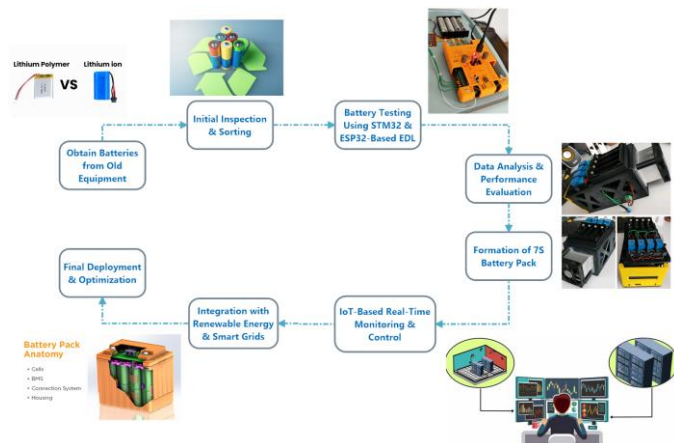 Lithium Polymer
VS
Lithium Ion
Obtain Batteries
from Old
Equipment
Initial Inspection
& Sorting
Battery Testing
Using STM32 &
ESP32-Based EDL
Data Analysis &
Performance
Evaluation
Formation of 7S
Battery Pack
IoT-Based Real-Time
Monitoring &
Control
Integration with
Renewable Energy
& Smart Grids
Final Deployment
& Optimization
Battery Pack
Anatomy
• Cells
• BMS
• Connection System
• Housing